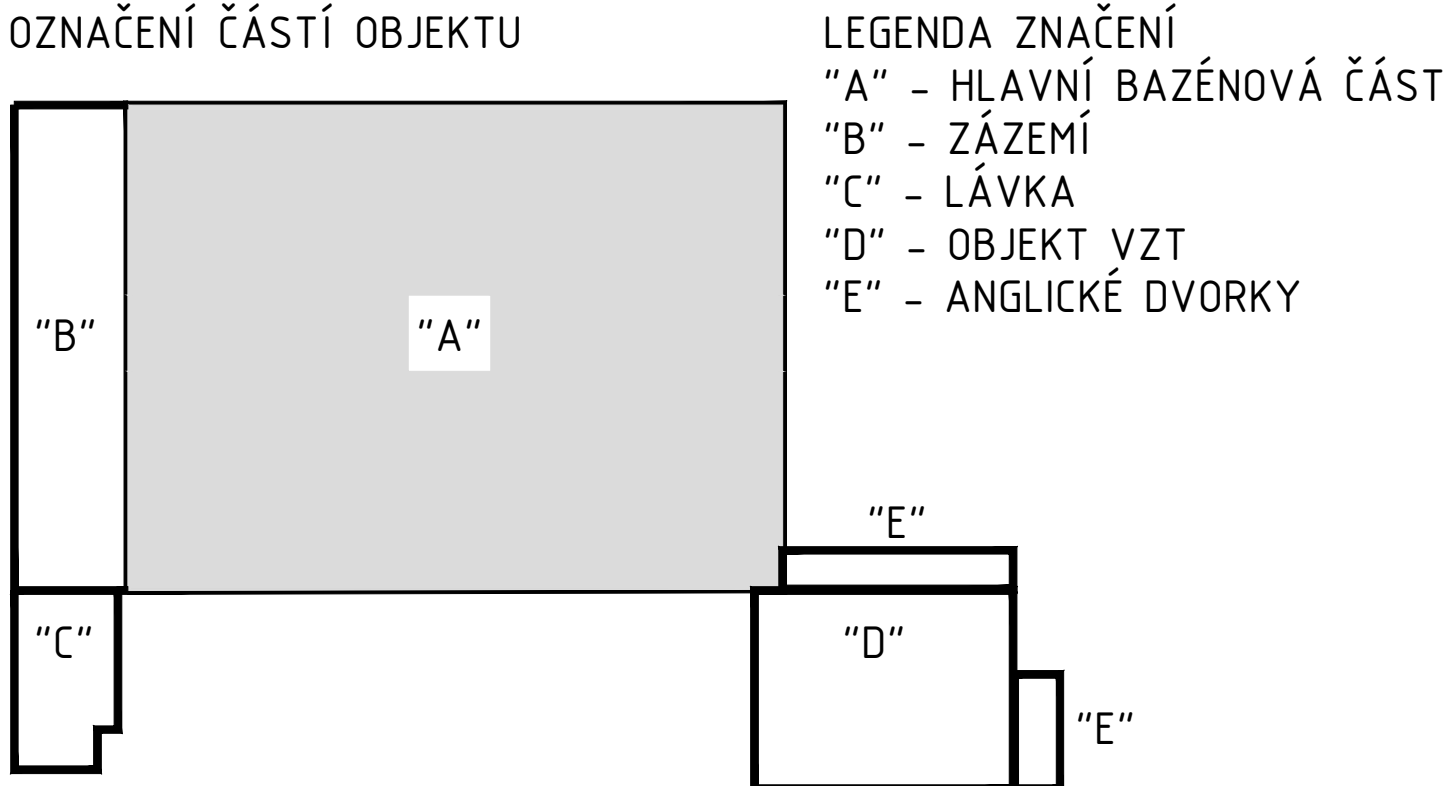 OZNAČENÍ ČÁSTÍ OBJEKTU
LEGENDA ZNAČENÍ
"A" - HLAVNÍ BAZÉNOVÁ ČÁST
"B" - ZÁZEMÍ
"C" - LÁVKA
"D" - OBJEKT VZT
"E" - ANGLICKÉ DVORKY
"B"
"A"
"E"
"C"
"D"
"E"